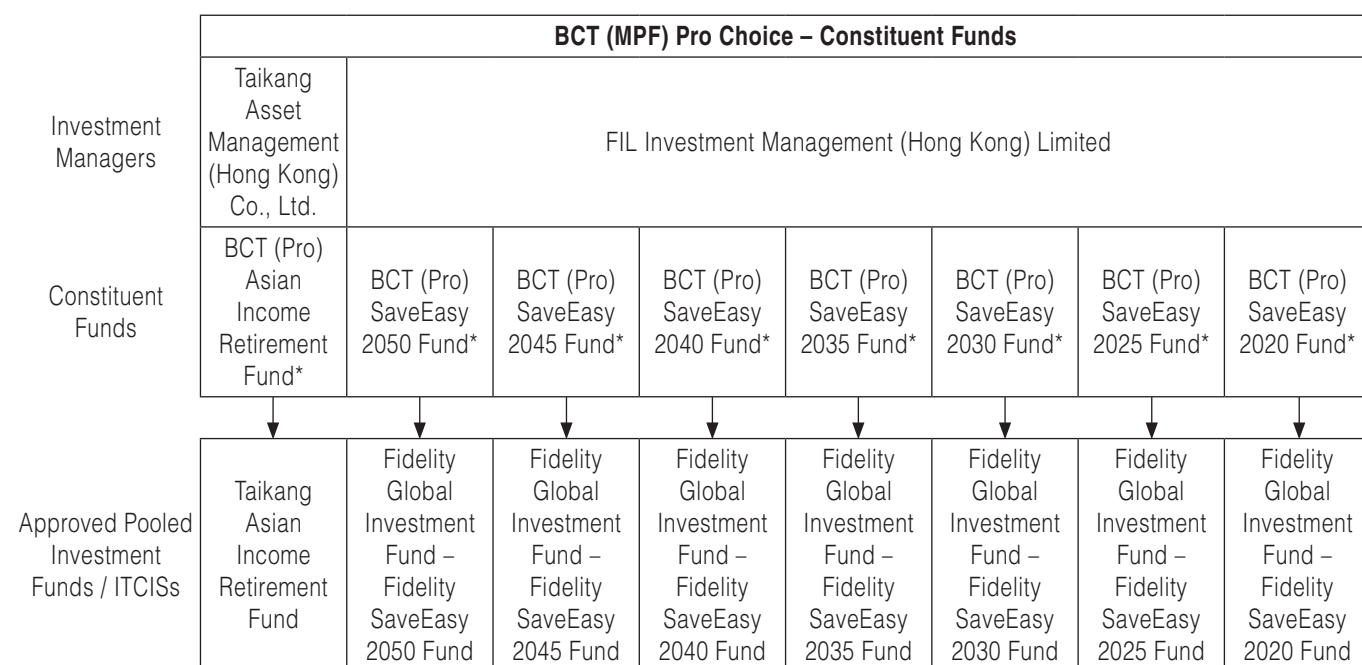 BCT (MPF) Pro Choice – Constituent Funds
Investment
Managers
Taikang
Asset
Management
(Hong Kong)
Co., Ltd.
FIL Investment Management (Hong Kong) Limited
Constituent
Funds
BCT (Pro)
Asian
Income
Retirement
Fund*
BCT (Pro)
SaveEasy
2050 Fund*
BCT (Pro)
SaveEasy
2045 Fund*
BCT (Pro)
SaveEasy
2040 Fund*
BCT (Pro)
SaveEasy
2035 Fund*
BCT (Pro)
SaveEasy
2030 Fund*
BCT (Pro)
SaveEasy
2025 Fund*
BCT (Pro)
SaveEasy
2020 Fund*
Approved Pooled
Investment
Funds / ITCISs
Taikang
Asian
Income
Retirement
Fund
Fidelity
Global
Investment
Fund –
Fidelity
SaveEasy
2050 Fund
Fidelity
Global
Investment
Fund –
Fidelity
SaveEasy
2045 Fund
Fidelity
Global
Investment
Fund –
Fidelity
SaveEasy
2040 Fund
Fidelity
Global
Investment
Fund –
Fidelity
SaveEasy
2035 Fund
Fidelity
Global
Investment
Fund –
Fidelity
SaveEasy
2030 Fund
Fidelity
Global
Investment
Fund –
Fidelity
SaveEasy
2025 Fund
Fidelity
Global
Investment
Fund –
Fidelity
SaveEasy
2020 Fund